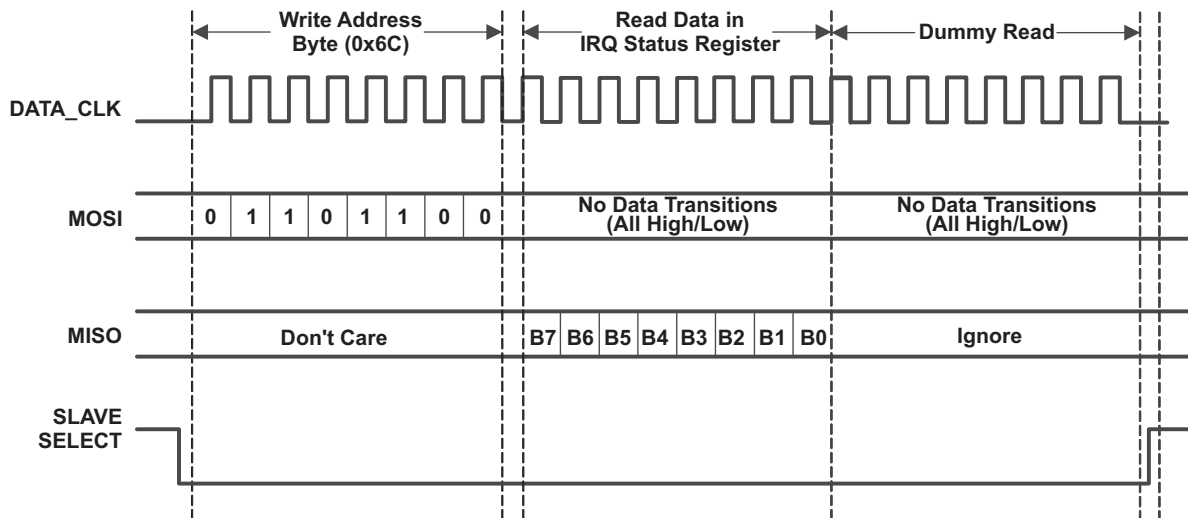 Write Address
Byte (0x6C)
Read Data in
IRQ Status Register
Dummy Read
DATA_CLK
MOSI
0 1 1 0 1 1 0 0
No Data Transitions
(All High/Low)
No Data Transitions
(All High/Low)
MISO
Don't Care
B7 B6 B5 B4 B3 B2 B1 B0
Ignore
SLAVE
SELECT